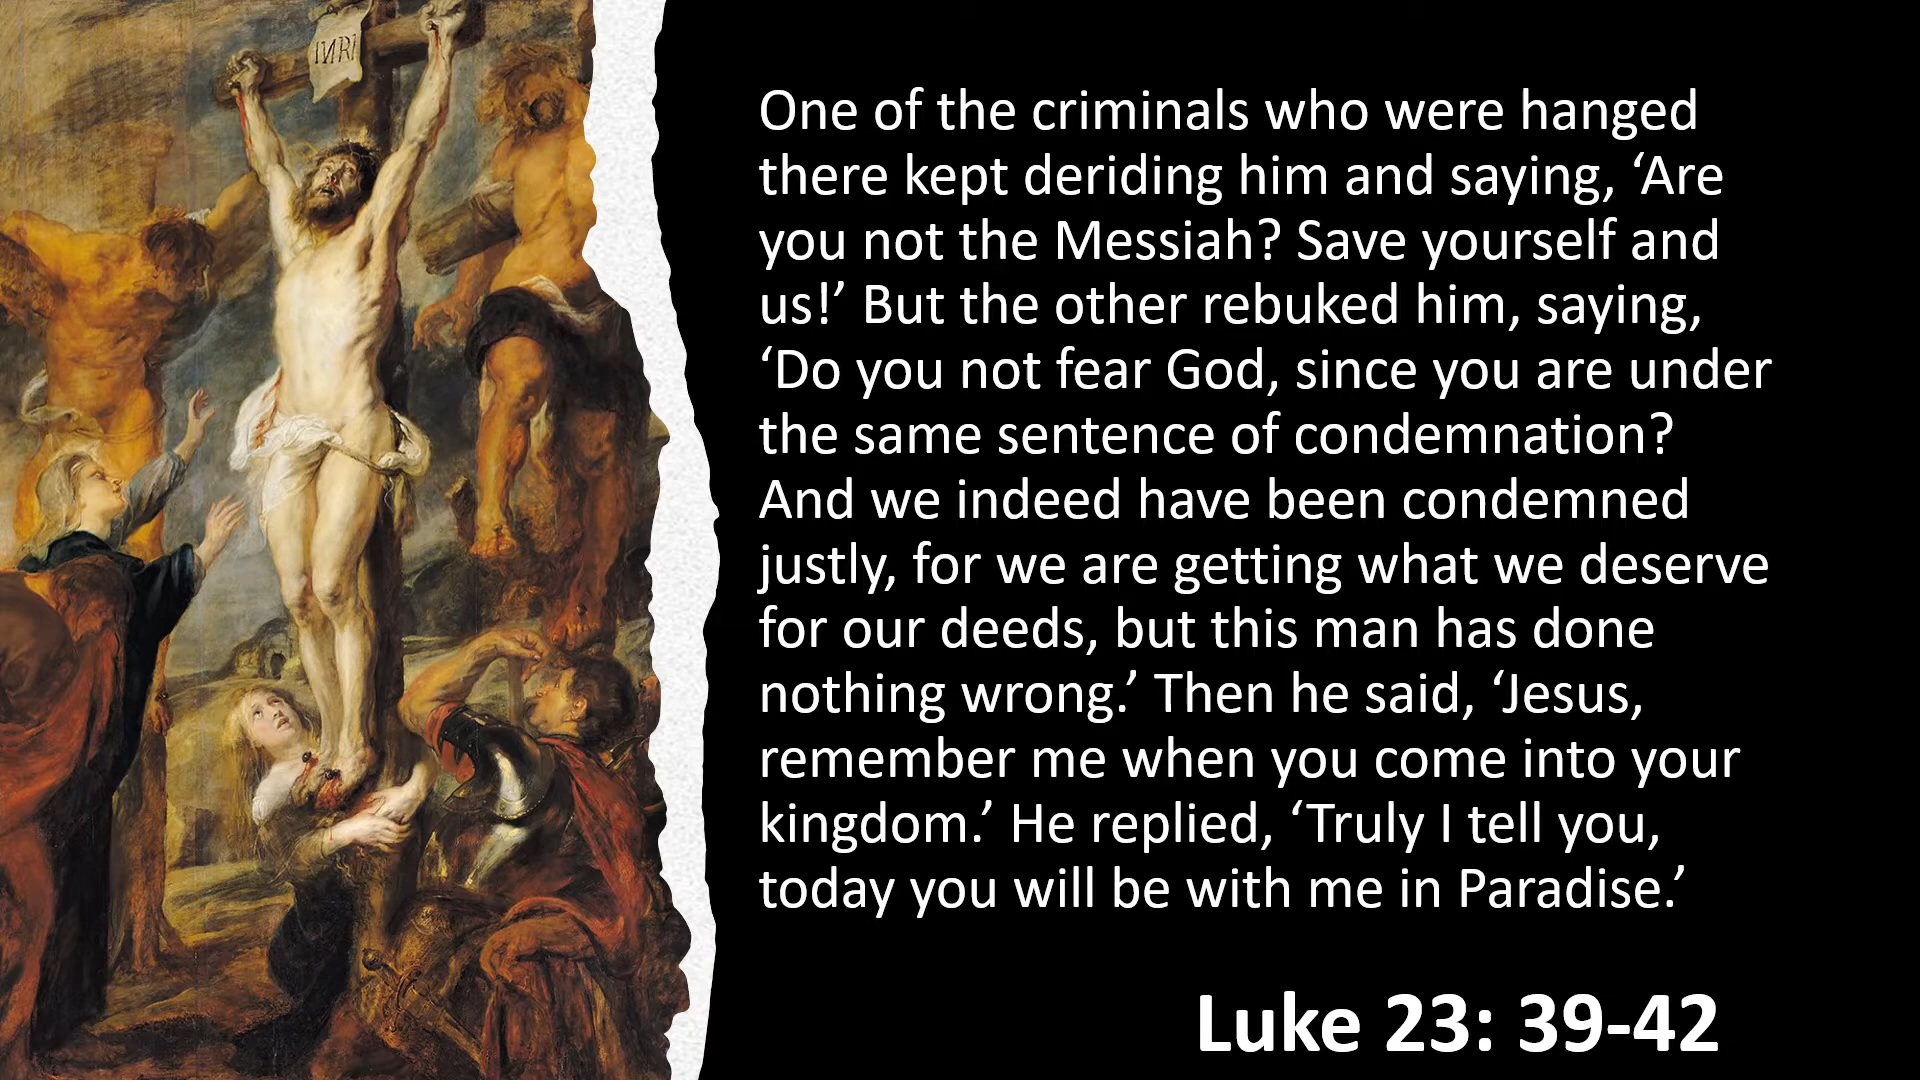 INRI
One of the criminals who were hanged
there kept deriding him and saying, ‘Are
you not the Messiah? Save yourself and
us!’ But the other rebuked him, saying,
‘Do you not fear God, since you are under
the same sentence of condemnation?
And we indeed have been condemned
justly, for we are getting what we deserve
for our deeds, but this man has done
nothing wrong.’ Then he said, ‘Jesus,
remember me when you come into your
kingdom.’ He replied, ‘Truly I tell you,
today you will be with me in Paradise.’
Luke 23: 39-42